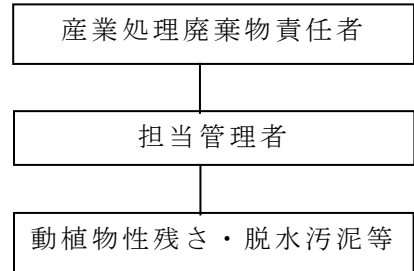 産業処理廃棄物責任者
担当管理者
動植物性残さ・脱水汚泥等